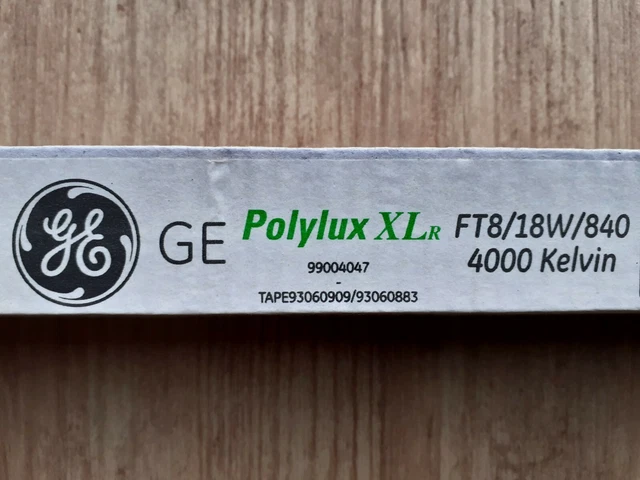 GE
GE
Polylux XLR
99004047
-
TAPE93060909/93060883
FT8/18W/840
4000 Kelvin